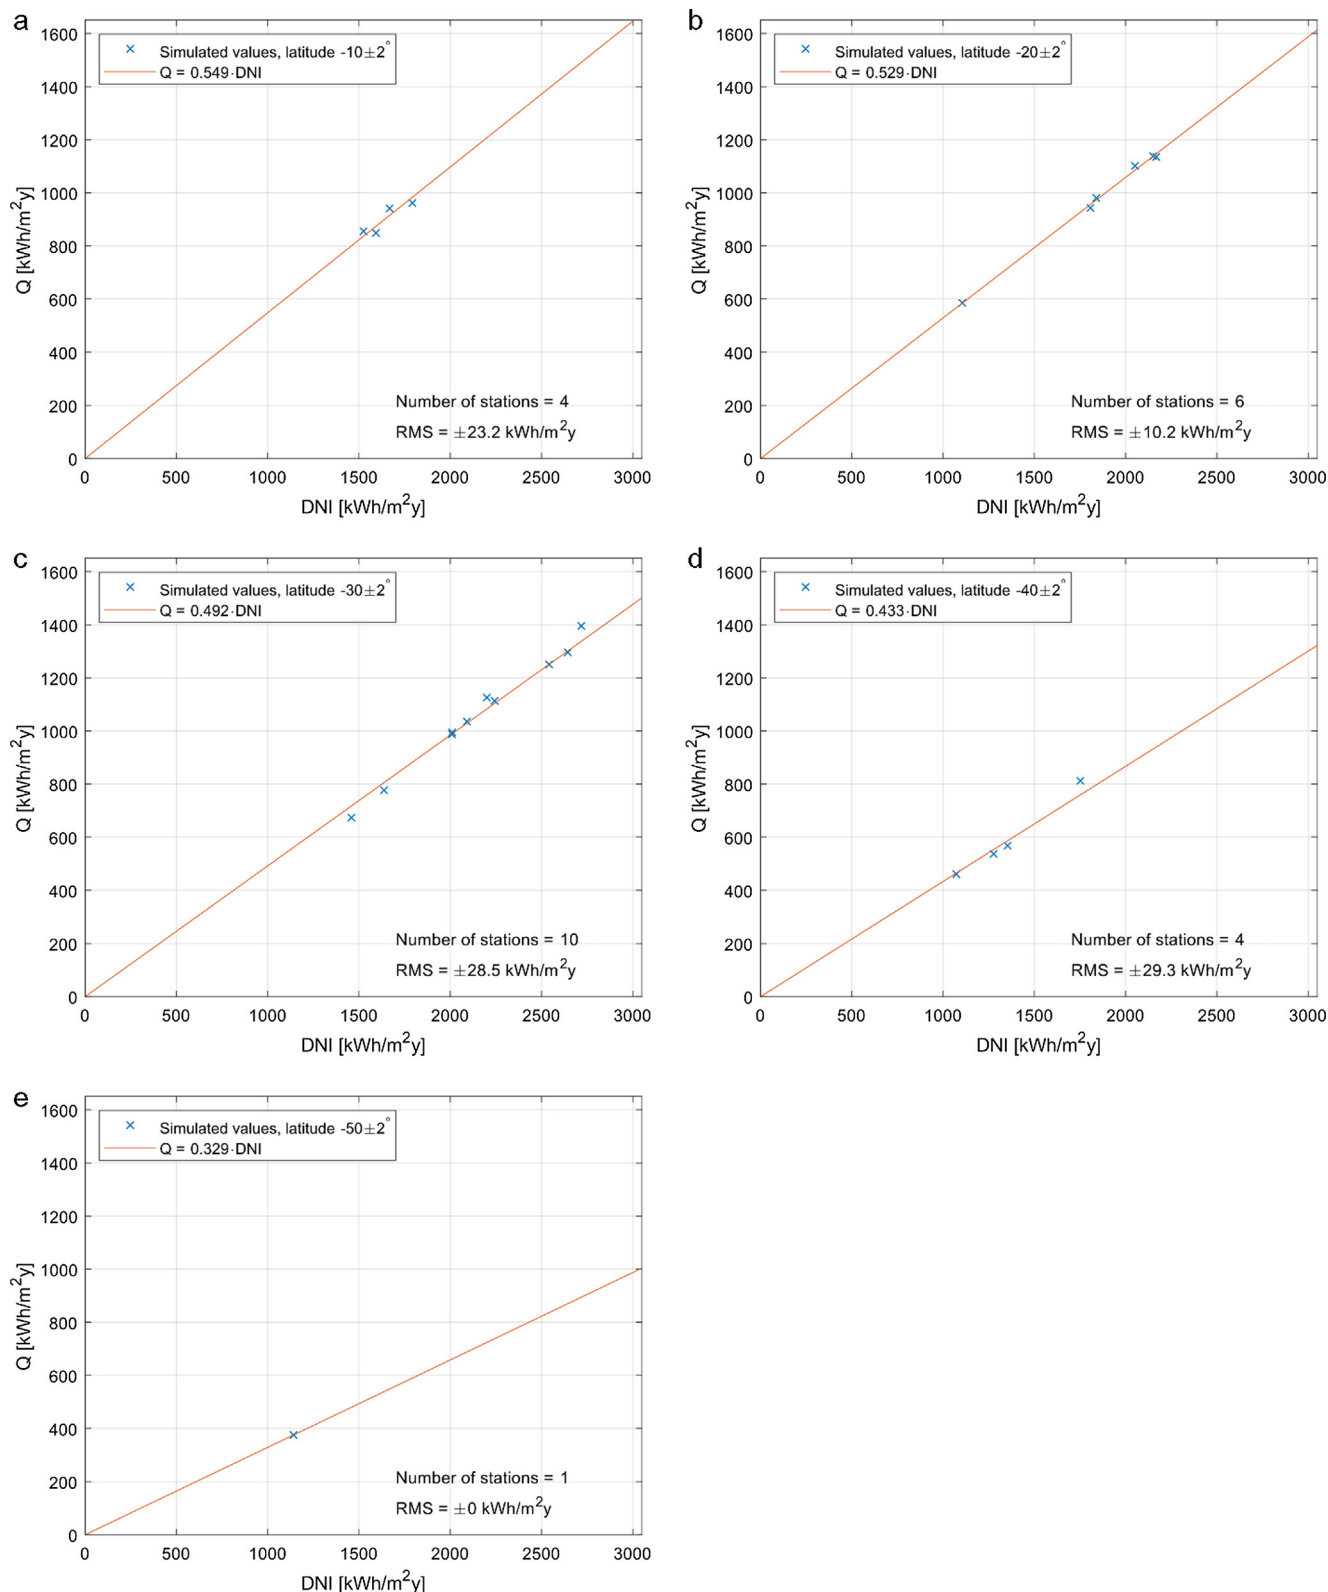 a
Simulated values, latitude -10±2°
Q = 0.549·DNI
1600
1400
1200
1000
800
600
400
200
0
Q [kWh/m²y]
Number of stations = 4
RMS = ±23.2 kWh/m²y
0 500 1000 1500 2000 2500 3000
DNI [kWh/m²y]
b
Simulated values, latitude -20±2°
Q = 0.529·DNI
1600
1400
1200
1000
800
600
400
200
0
Q [kWh/m²y]
Number of stations = 6
RMS = ±10.2 kWh/m²y
0 500 1000 1500 2000 2500 3000
DNI [kWh/m²y]
c
Simulated values, latitude -30±2°
Q = 0.492·DNI
1600
1400
1200
1000
800
600
400
200
0
Q [kWh/m²y]
Number of stations = 10
RMS = ±28.5 kWh/m²y
0 500 1000 1500 2000 2500 3000
DNI [kWh/m²y]
d
Simulated values, latitude -40±2°
Q = 0.433·DNI
1600
1400
1200
1000
800
600
400
200
0
Q [kWh/m²y]
Number of stations = 4
RMS = ±29.3 kWh/m²y
0 500 1000 1500 2000 2500 3000
DNI [kWh/m²y]
e
Simulated values, latitude -50±2°
Q = 0.329·DNI
1600
1400
1200
1000
800
600
400
200
0
Q [kWh/m²y]
Number of stations = 1
RMS = ±0 kWh/m²y
0 500 1000 1500 2000 2500 3000
DNI [kWh/m²y]